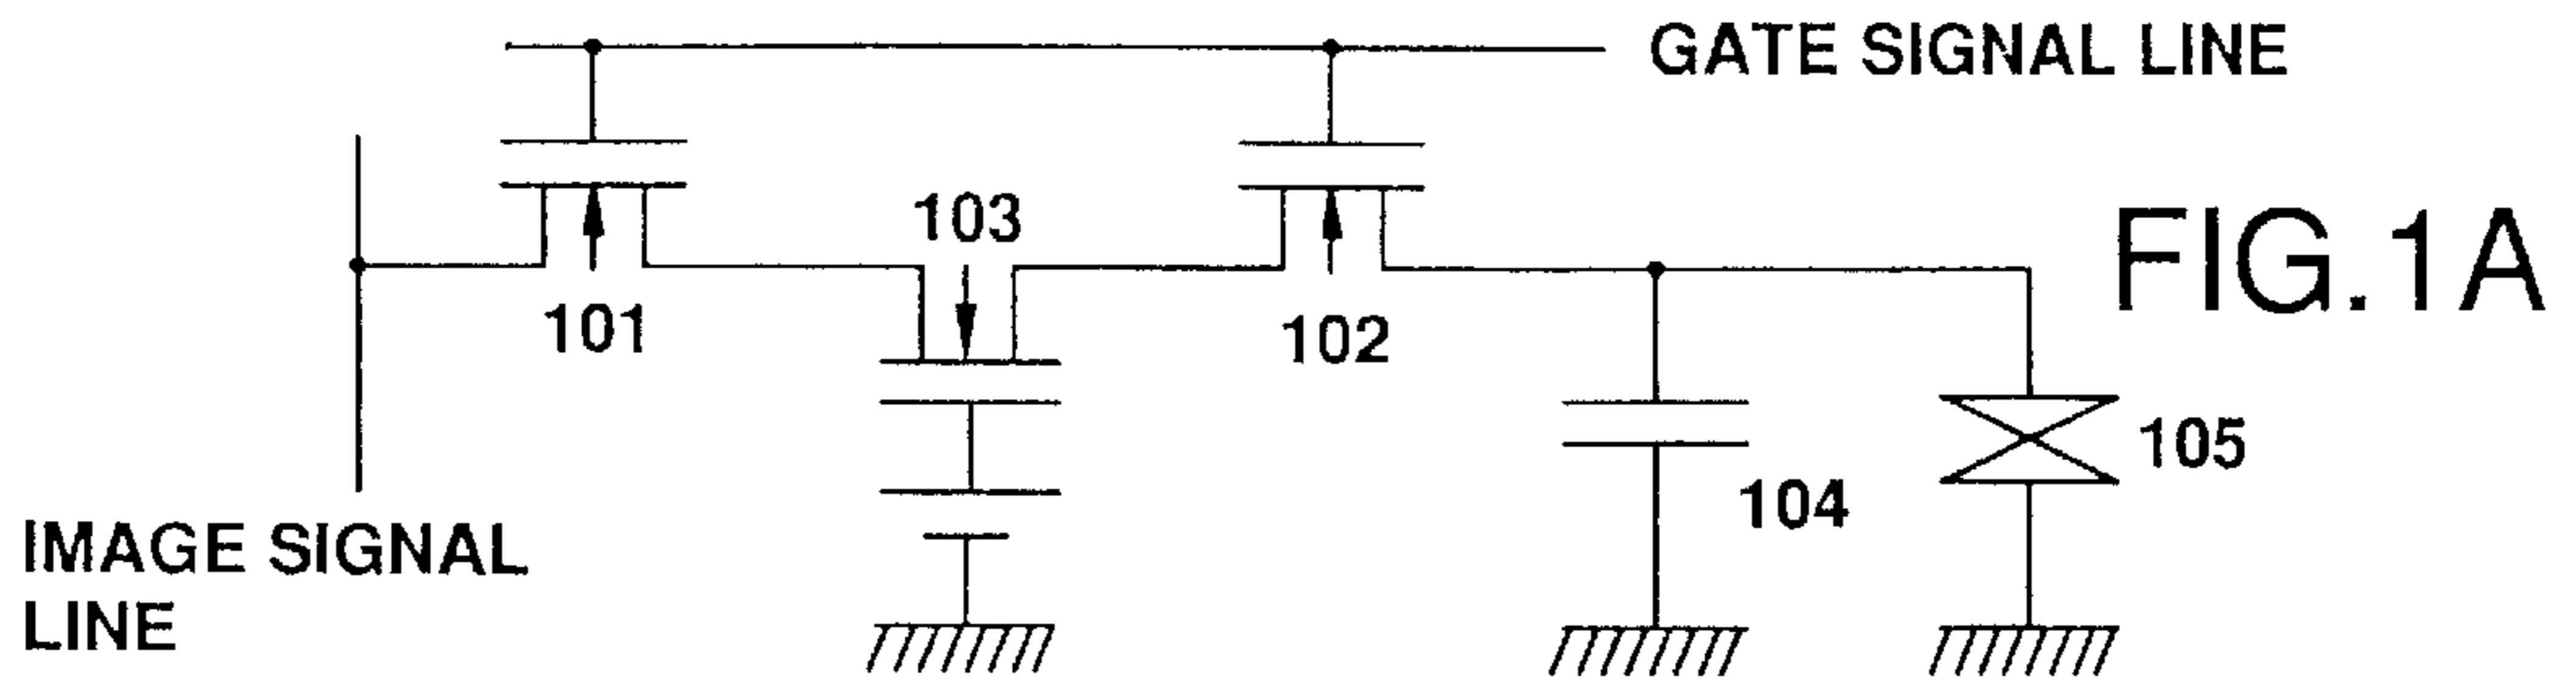 GATE SIGNAL LINE
103
FIG.1A
101
102
105
104
IMAGE SIGNAL
LINE